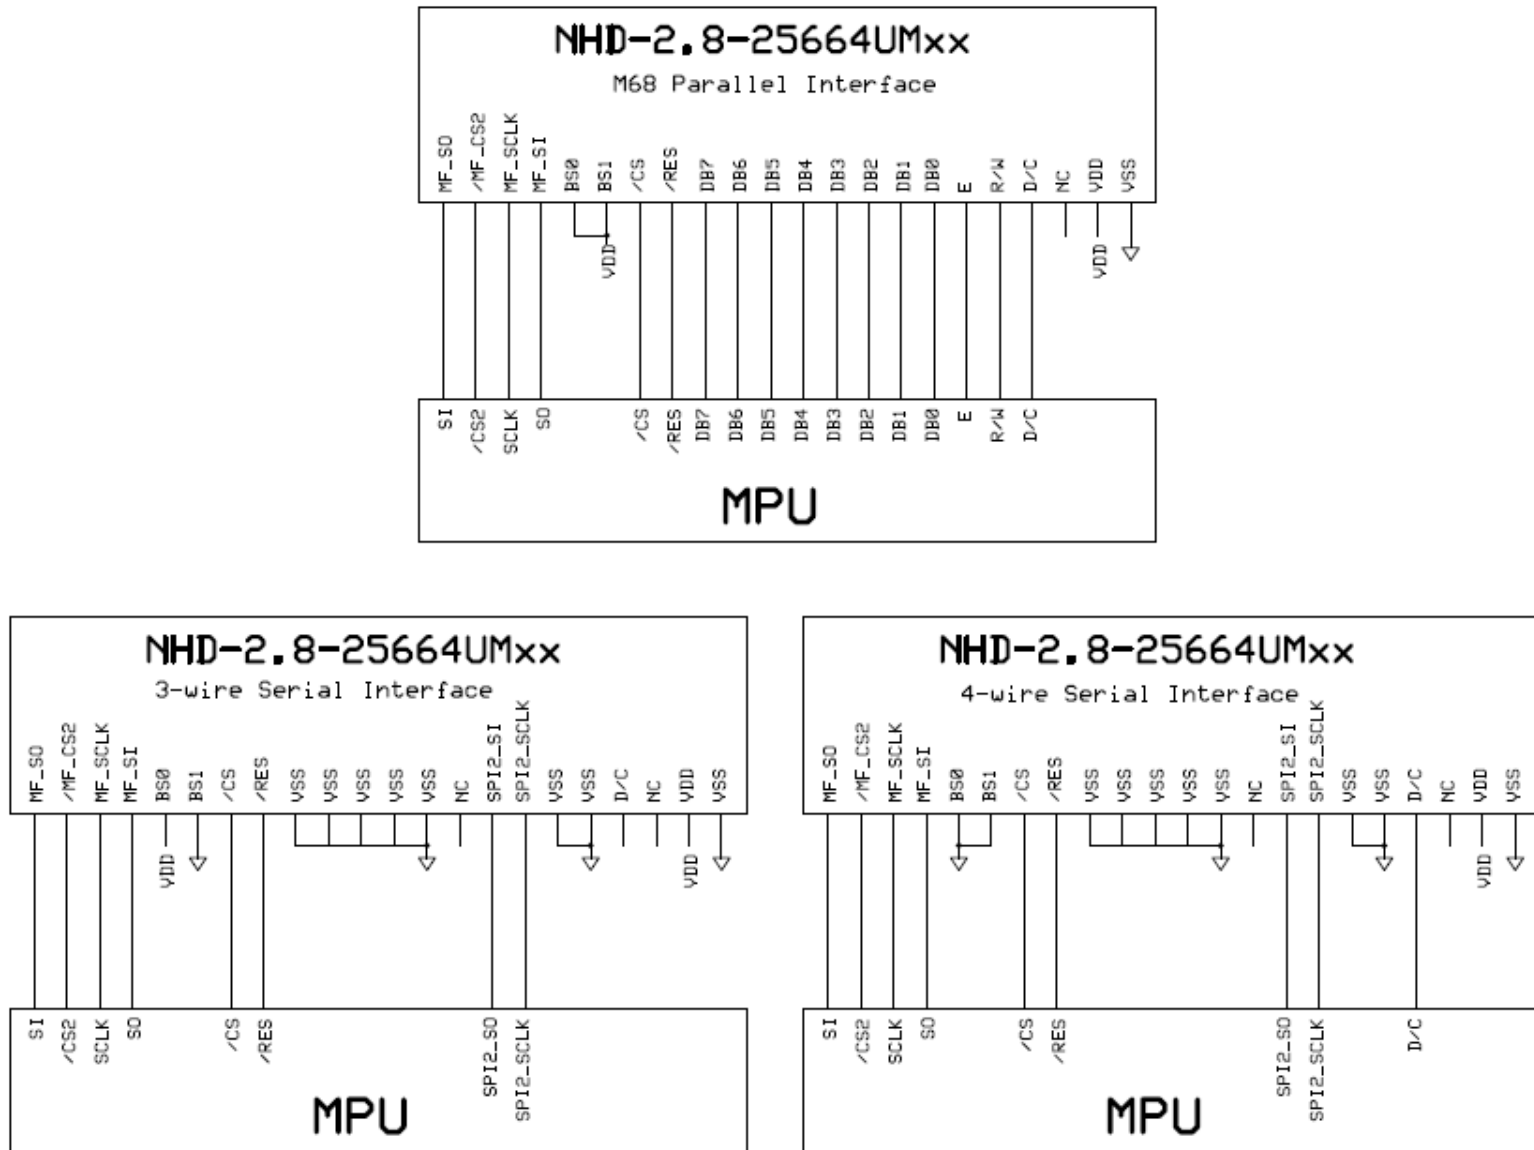 NHD-2.8-25664UMxx
M68 Parallel Interface
MF_SO /MF_CS2 MF_SCLK MF_SI BS0 BS1 /CS /RES DB7 DB6 DB5 DB4 DB3 DB2 DB1 DB0 E R/W D/C NC VDD VSS
VDD VDD
SI /CS2 SCLK SO /CS /RES DB7 DB6 DB5 DB4 DB3 DB2 DB1 DB0 E R/W D/C
MPU
NHD-2.8-25664UMxx
3-wire Serial Interface
MF_SO /MF_CS2 MF_SCLK MF_SI BS0 BS1 /CS /RES VSS VSS VSS VSS VSS NC SPI2_SI SPI2_SCLK VSS VSS D/C NC VDD VSS
VDD VDD
SI /CS2 SCLK SO /CS /RES SPI2_SO SPI2_SCLK
MPU
NHD-2.8-25664UMxx
4-wire Serial Interface
MF_SO /MF_CS2 MF_SCLK MF_SI BS0 BS1 /CS /RES VSS VSS VSS VSS VSS NC SPI2_SI SPI2_SCLK VSS VSS D/C NC VDD VSS
VDD
SI /CS2 SCLK SO /CS /RES SPI2_SO SPI2_SCLK D/C
MPU